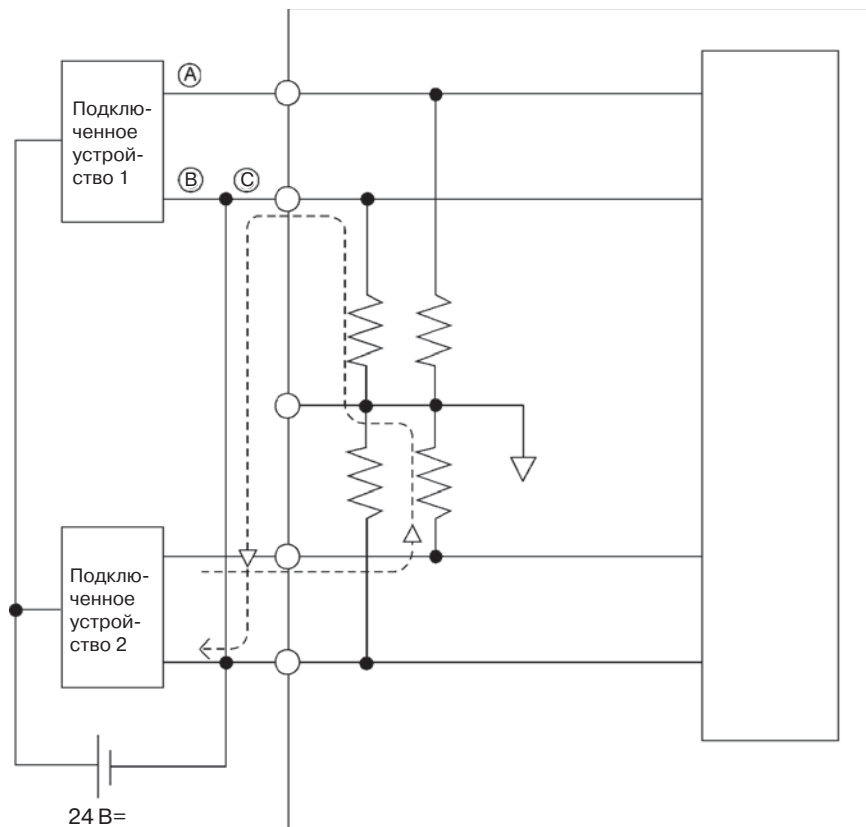 A
Подклю-
ченное
устрой-
ство 1
B C
Подклю-
ченное
устрой-
ство 2
24 В=